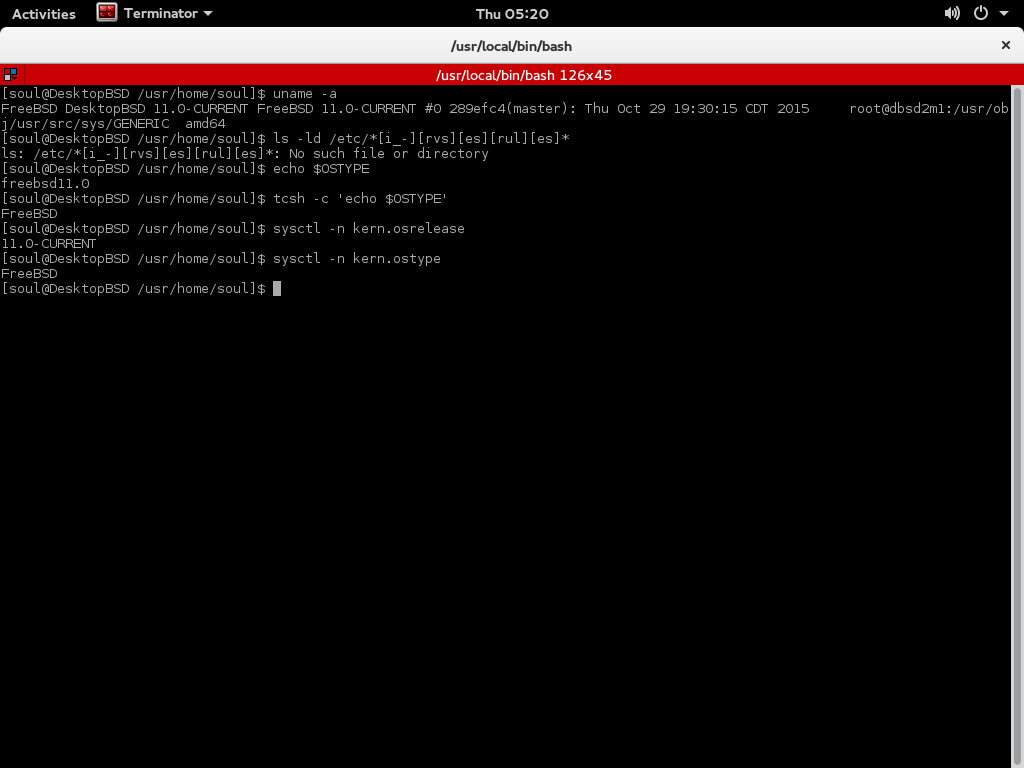 Activities Terminator Thu 05:20
/usr/local/bin/bash
/usr/local/bin/bash 126x45
[soul@DesktopBSD /usr/home/soul]$ uname -a
FreeBSD DesktopBSD 11.0-CURRENT FreeBSD 11.0-CURRENT #0 289efc4(master): Thu Oct 29 19:30:15 CDT 2015     root@dbsd2m1:/usr/ob
j/usr/src/sys/GENERIC  amd64
[soul@DesktopBSD /usr/home/soul]$ ls -ld /etc/*[i_-][rvs][es][rul][es]*
ls: /etc/*[i_-][rvs][es][rul][es]*: No such file or directory
[soul@DesktopBSD /usr/home/soul]$ echo $OSTYPE
freebsd11.0
[soul@DesktopBSD /usr/home/soul]$ tcsh -c 'echo $OSTYPE'
FreeBSD
[soul@DesktopBSD /usr/home/soul]$ sysctl -n kern.osrelease
11.0-CURRENT
[soul@DesktopBSD /usr/home/soul]$ sysctl -n kern.ostype
FreeBSD
[soul@DesktopBSD /usr/home/soul]$